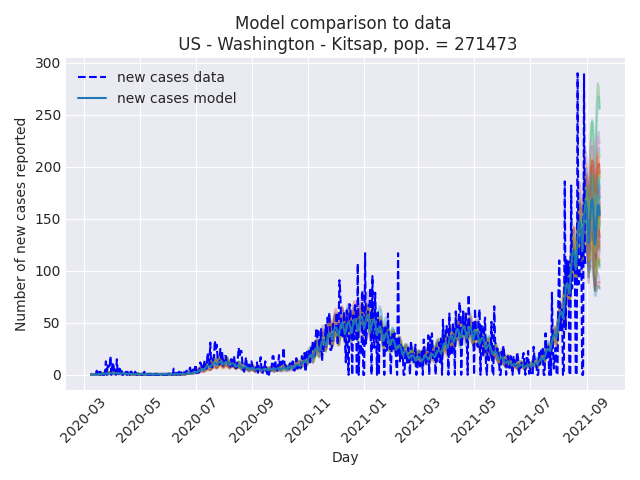 Model comparison to data
US - Washington - Kitsap, pop. = 271473
new cases data
new cases model
Number of new cases reported
300
250
200
150
100
50
0
2020-03
2020-05
2020-07
2020-09
2020-11
2021-01
2021-03
2021-05
2021-07
2021-09
Day